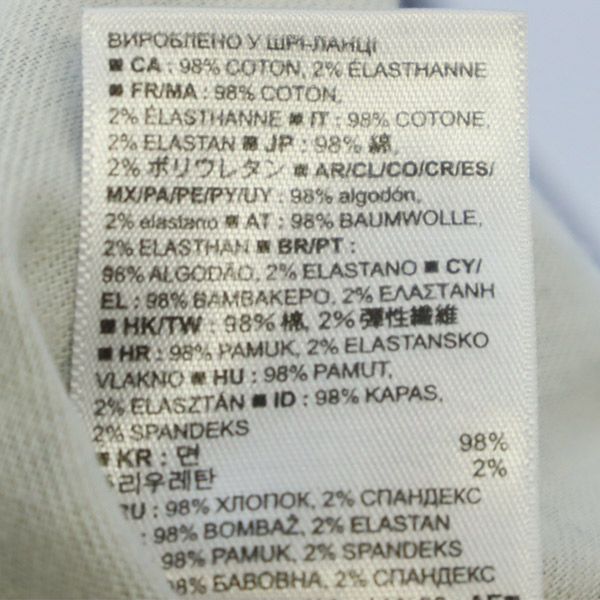 ВИРОБЛЕНО У ШРІ-ЛАНЦІ
■ CA : 98% COTON, 2% ÉLASTHANNE
■ FR/MA : 98% COTON,
2% ÉLASTHANNE ■ IT : 98% COTONE,
2% ELASTAN ■ JP : 98% 綿,
2% ポリウレタン ■ AR/CL/CO/CR/ES/
MX/PA/PE/PY/UY : 98% algodón,
2% elastano ■ AT : 98% BAUMWOLLE,
2% ELASTHAN ■ BR/PT :
98% ALGODÃO, 2% ELASTANO ■ CY/
EL : 98% ΒΑΜΒΑΚΕΡΟ, 2% ΕΛΑΣΤΑΝΗ
■ HK/TW : 98% 棉, 2% 彈性纖維
■ HR : 98% PAMUK, 2% ELASTANSKO
VLAKNO ■ HU : 98% PAMUT,
2% ELASZTÁN ■ ID : 98% KAPAS,
2% SPANDEKS
■ KR : 면 98%
리우레탄 2%
RU : 98% ХЛОПОК, 2% СПАНДЕКС
: 98% BOMBAŽ, 2% ELASTAN
98% PAMUK, 2% SPANDEKS
98% БАВОВНА, 2% СПАНДЕКС